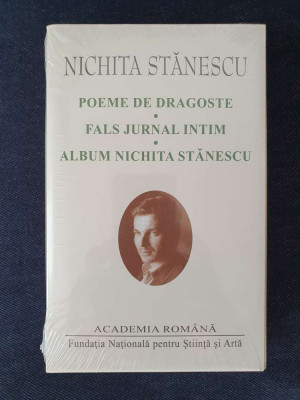 NICHITA STĂNESCU
POEME DE DRAGOSTE
•
FALS JURNAL INTIM
•
ALBUM NICHITA STĂNESCU
ACADEMIA ROMÂNĂ
Fundația Națională pentru Știință și Artă